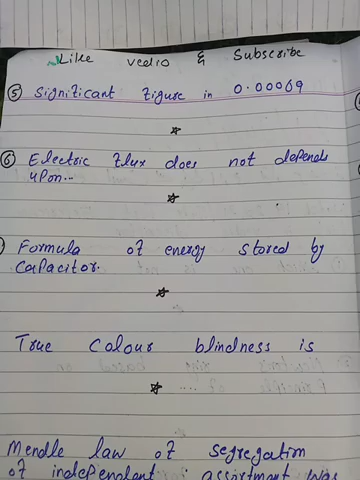 Like vedio & Subscribe
⑤ Significant figure in 0.00069
⑥ Electric flux does not depends
upon...
Formula of energy stored by
capacitor.
True colour blindness is
Mendle law of segregation
of independent assortment was